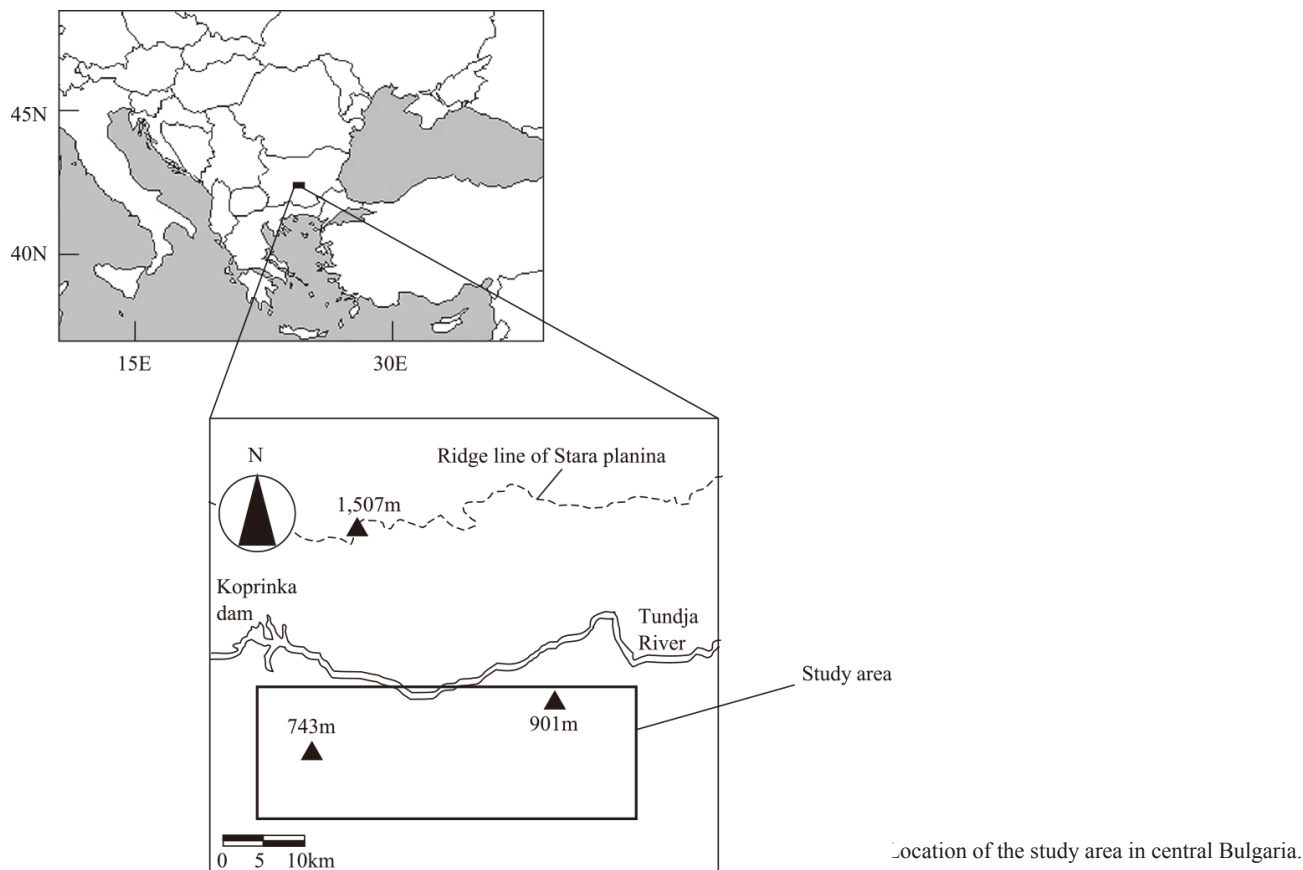 45N
40N
15E
30E
N
Ridge line of Stara planina
1,507m
Koprinka
dam
Tundja
River
Study area
743m
901m
0 5 10km
Location of the study area in central Bulgaria.